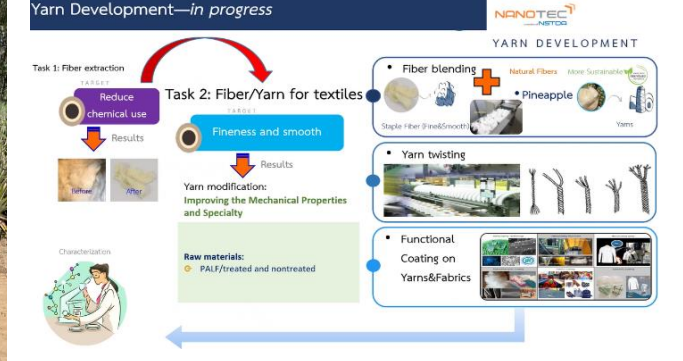 Yarn Development—in progress
NANOTEC
NSTDA
YARN DEVELOPMENT
Task 1: Fiber extraction
TARGET
Reduce
chemical use
Results
Before
After
Task 2: Fiber/Yarn for textiles
TARGET
Fineness and smooth
Results
Yarn modification:
Improving the Mechanical Properties
and Specialty
Raw materials:
PALF/treated and nontreated
Characterization
• Fiber blending
Natural Fibers
More Sustainable
• Pineapple
Staple Fiber (Fine&Smooth)
Yarns
• Yarn twisting
• Functional
Coating on
Yarns&Fabrics